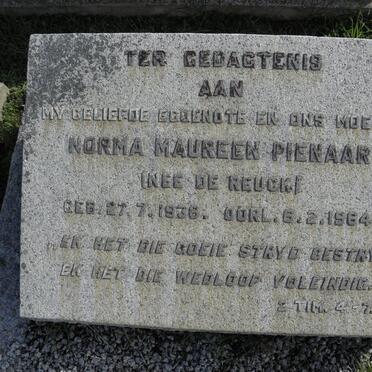 TER GEDAGTENIS
AAN
MY GELIEFDE EGGENOTE EN ONS MOE
NORMA MAUREEN PIENAAR
(NEE DE REUCK)
GEB. 27.7.1936. OORL. 6.2.1964
„EK HET DIE GOEIE STRYD GESTRY
EK HET DIE WEDLOOP VOLEINDIG.
2 TIM. 4-7